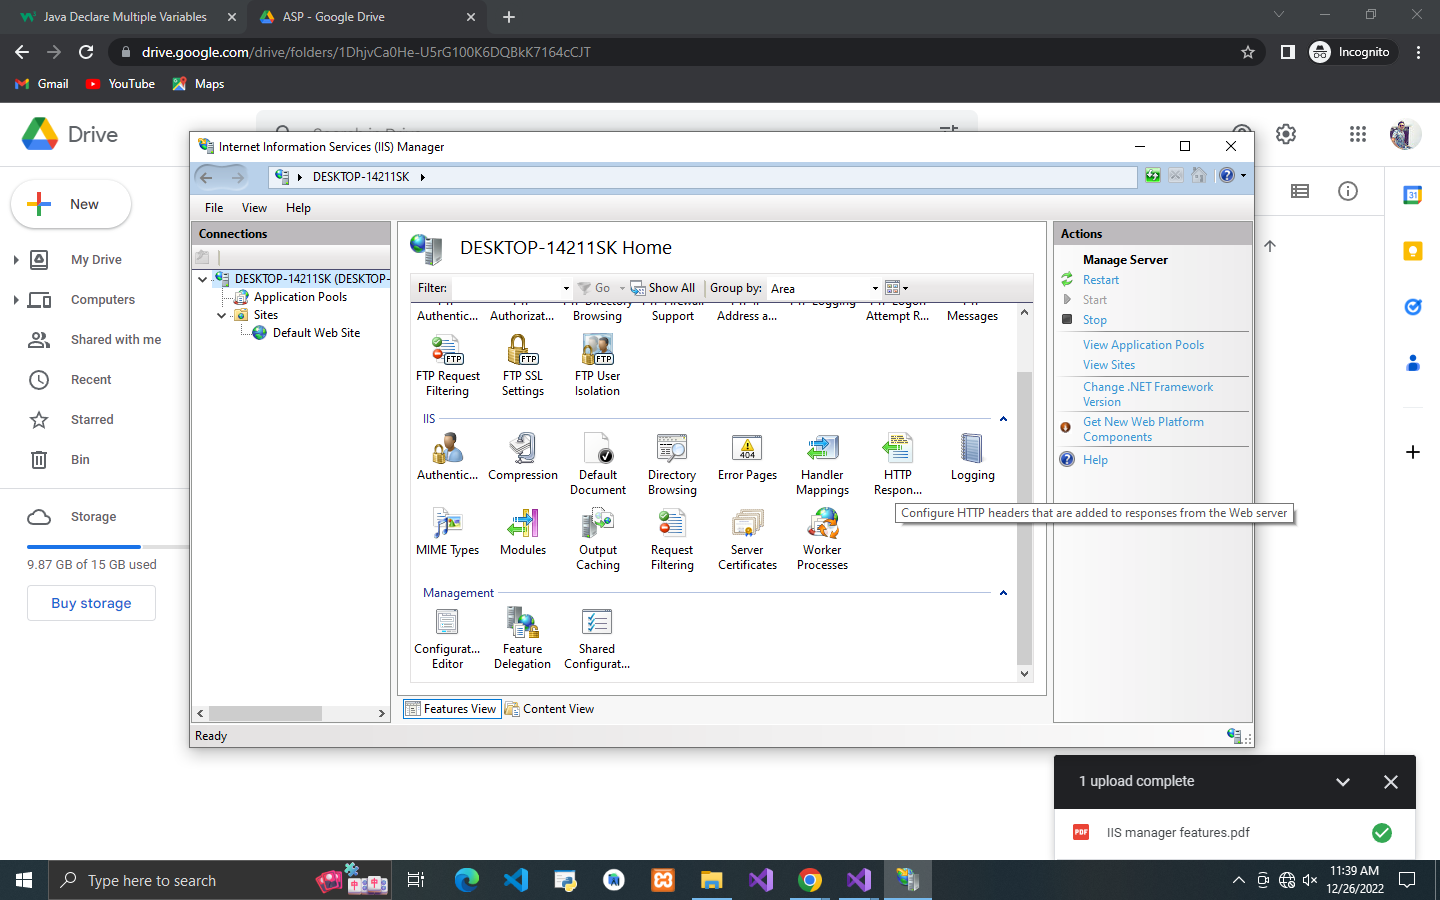 Java Declare Multiple Variables
ASP - Google Drive
drive.google.com/drive/folders/1DhjvCa0He-U5rG100K6DQBkK7164cCJT
Incognito
Gmail
YouTube
Maps
Drive
Internet Information Services (IIS) Manager
DESKTOP-14211SK
File View Help
New
My Drive
Computers
Shared with me
Recent
Starred
Bin
Storage
9.87 GB of 15 GB used
Buy storage
Connections
DESKTOP-14211SK (DESKTOP-
Application Pools
Sites
Default Web Site
DESKTOP-14211SK Home
Filter:
Go
Show All
Group by:
Area
Authentic...
Authorizat...
Browsing
Support
Address a...
Attempt R...
Messages
FTP
FTP Request
Filtering
FTP
FTP SSL
Settings
FTP
FTP User
Isolation
IIS
Authentic...
Compression
Default
Document
Directory
Browsing
404
Error Pages
Handler
Mappings
HTTP
Respon...
Logging
MIME Types
Modules
Output
Caching
Request
Filtering
Server
Certificates
Worker
Processes
Configure HTTP headers that are added to responses from the Web server
Management
Configurat...
Editor
Feature
Delegation
Shared
Configurat...
Features View
Content View
Ready
Actions
Manage Server
Restart
Start
Stop
View Application Pools
View Sites
Change .NET Framework
Version
Get New Web Platform
Components
Help
31
1 upload complete
PDF
IIS manager features.pdf
Type here to search
11:39 AM
12/26/2022